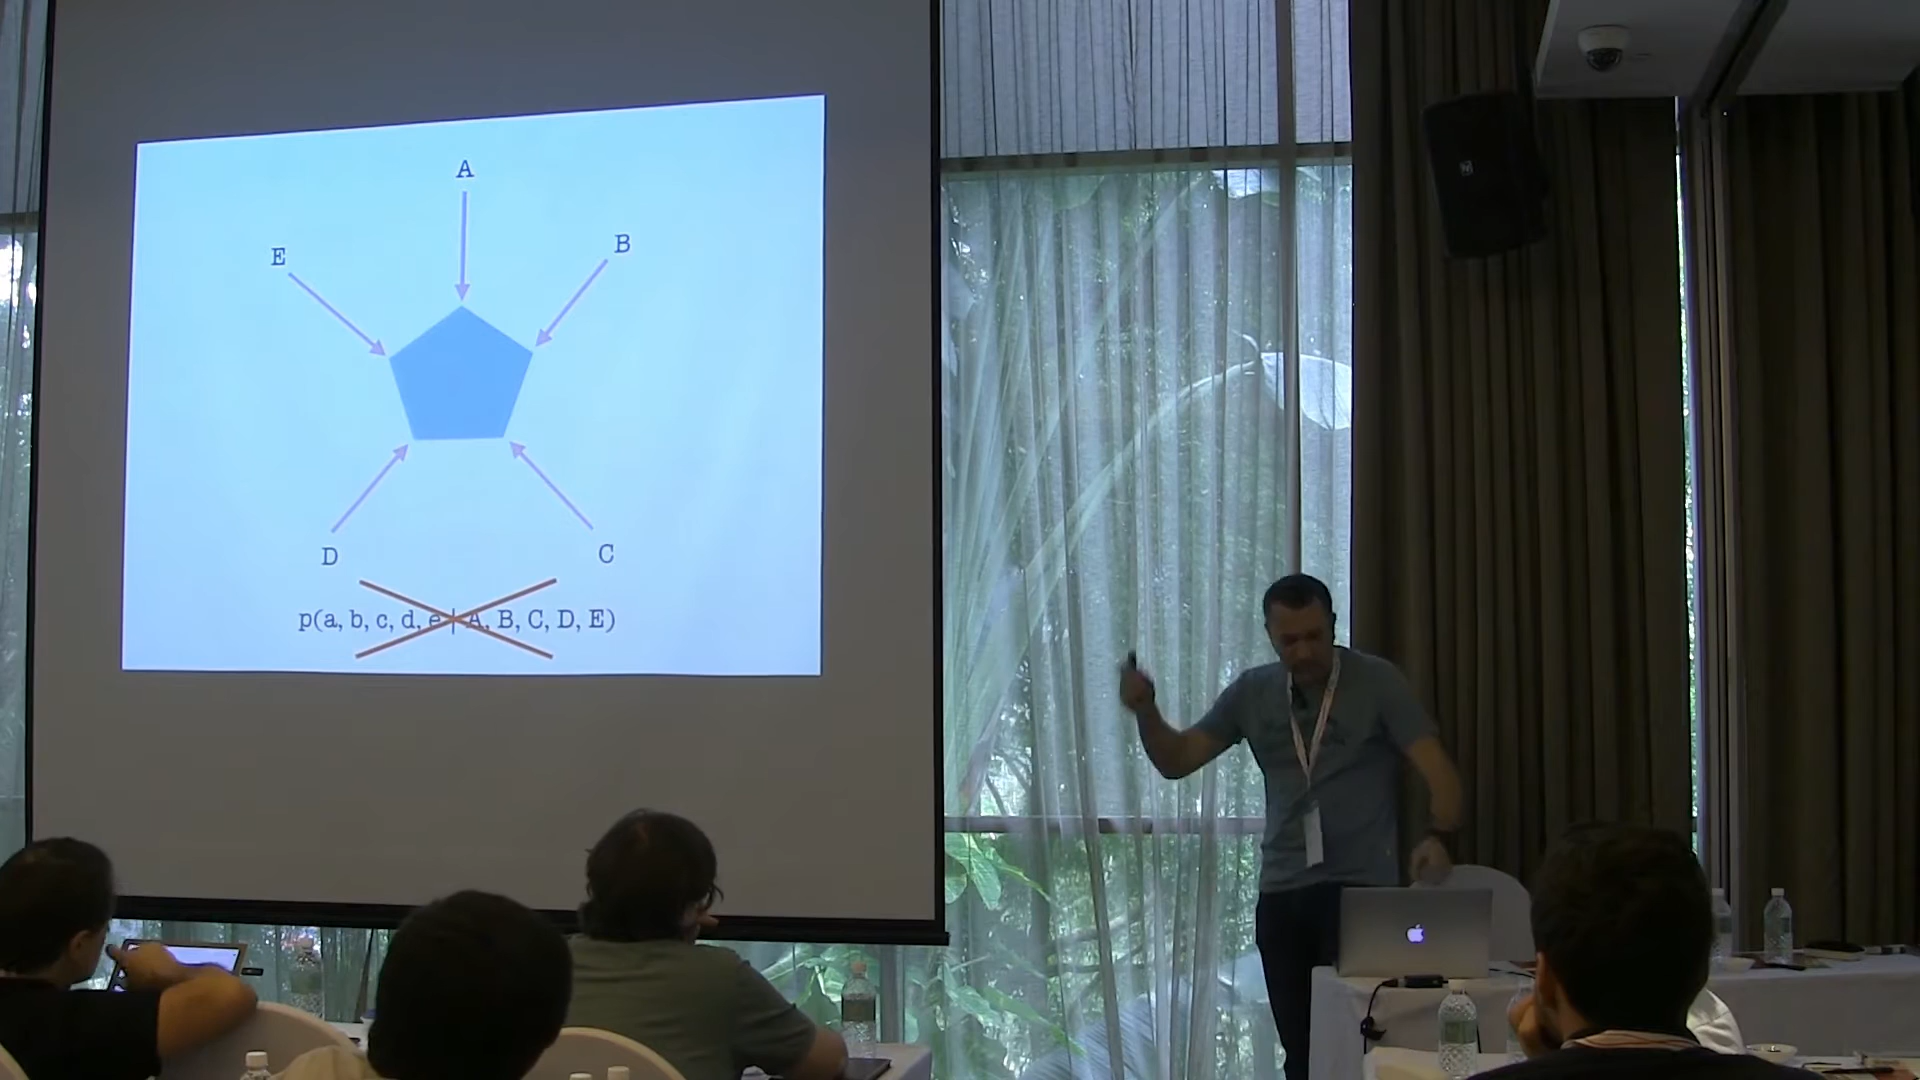 A
E
B
D
C
p(a, b, c, d, e | A, B, C, D, E)